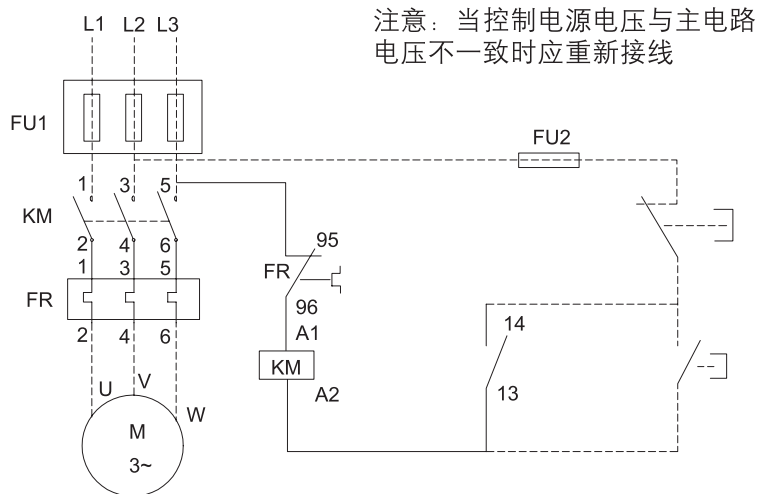 注意：当控制电源电压与主电路
电压不一致时应重新接线
L1 L2 L3
FU1
FU2
1 3 5
KM
2 4 6
1 3 5
FR
2 4 6
U V W
M
3~
95
FR
96
A1
KM
A2
14
13